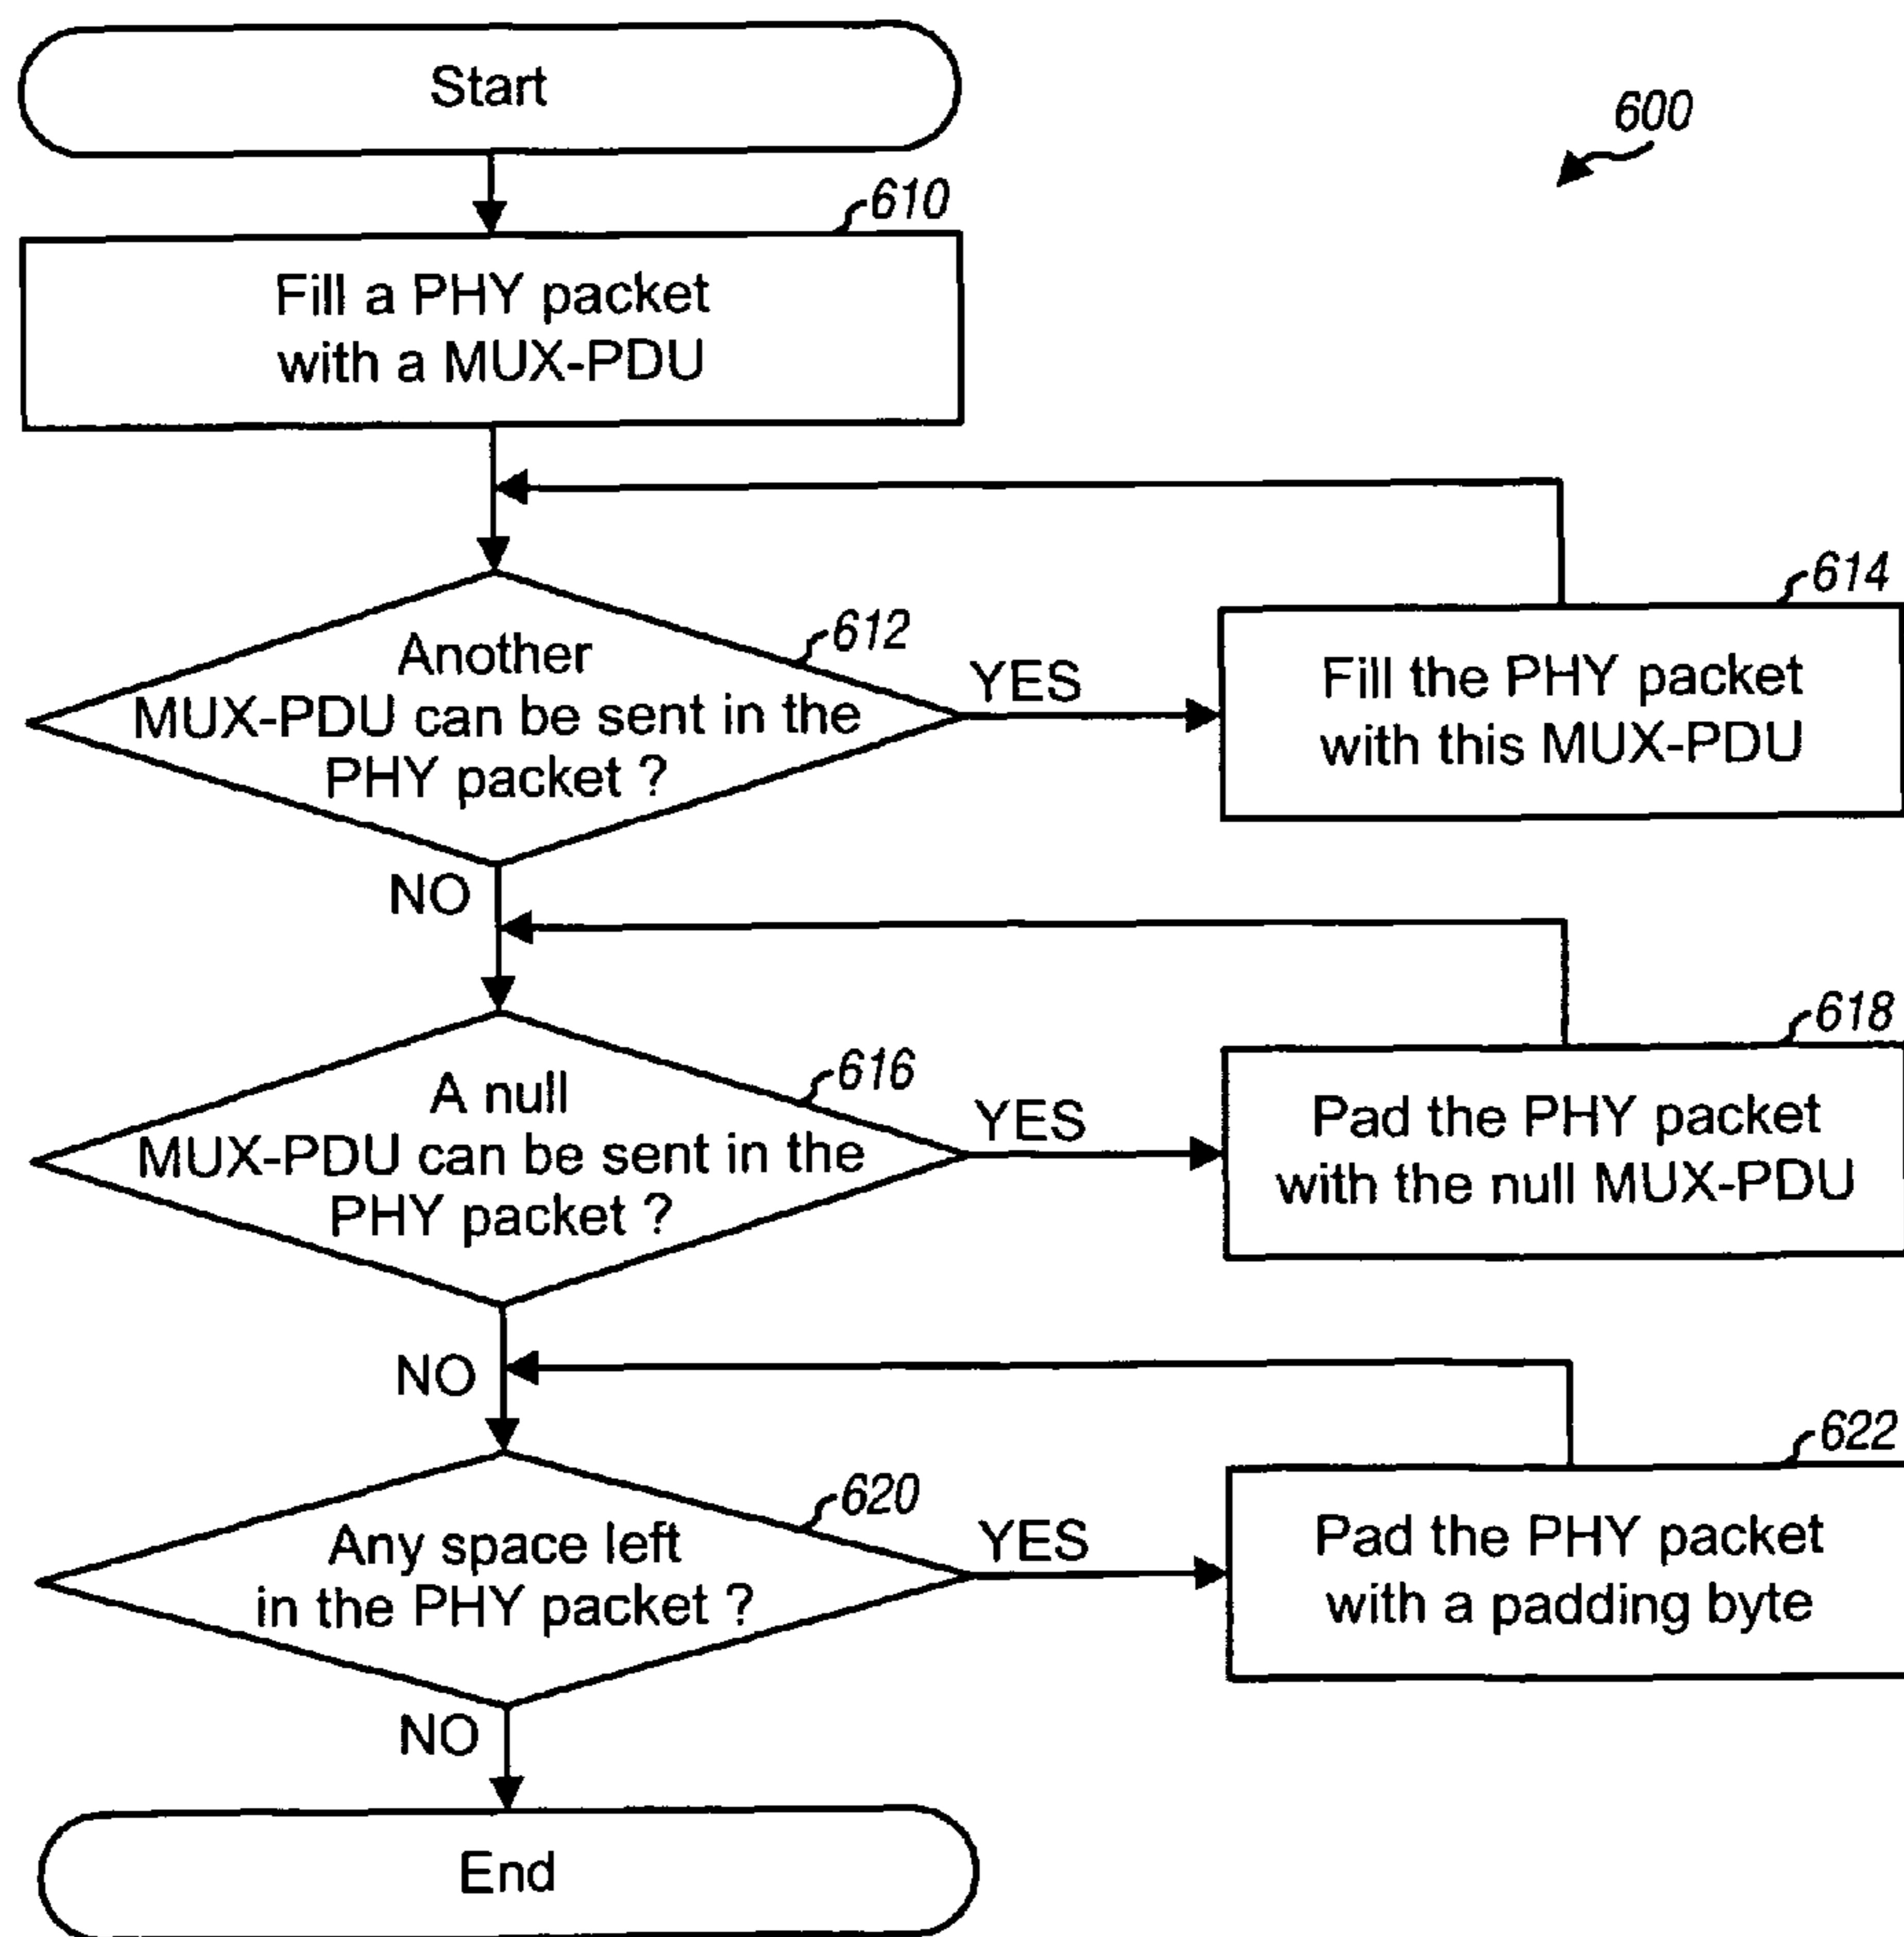 Start
600
610
Fill a PHY packet
with a MUX-PDU
612
Another
MUX-PDU can be sent in the
PHY packet ?
YES
614
Fill the PHY packet
with this MUX-PDU
NO
616
A null
MUX-PDU can be sent in the
PHY packet ?
YES
618
Pad the PHY packet
with the null MUX-PDU
NO
620
Any space left
in the PHY packet ?
YES
622
Pad the PHY packet
with a padding byte
NO
End